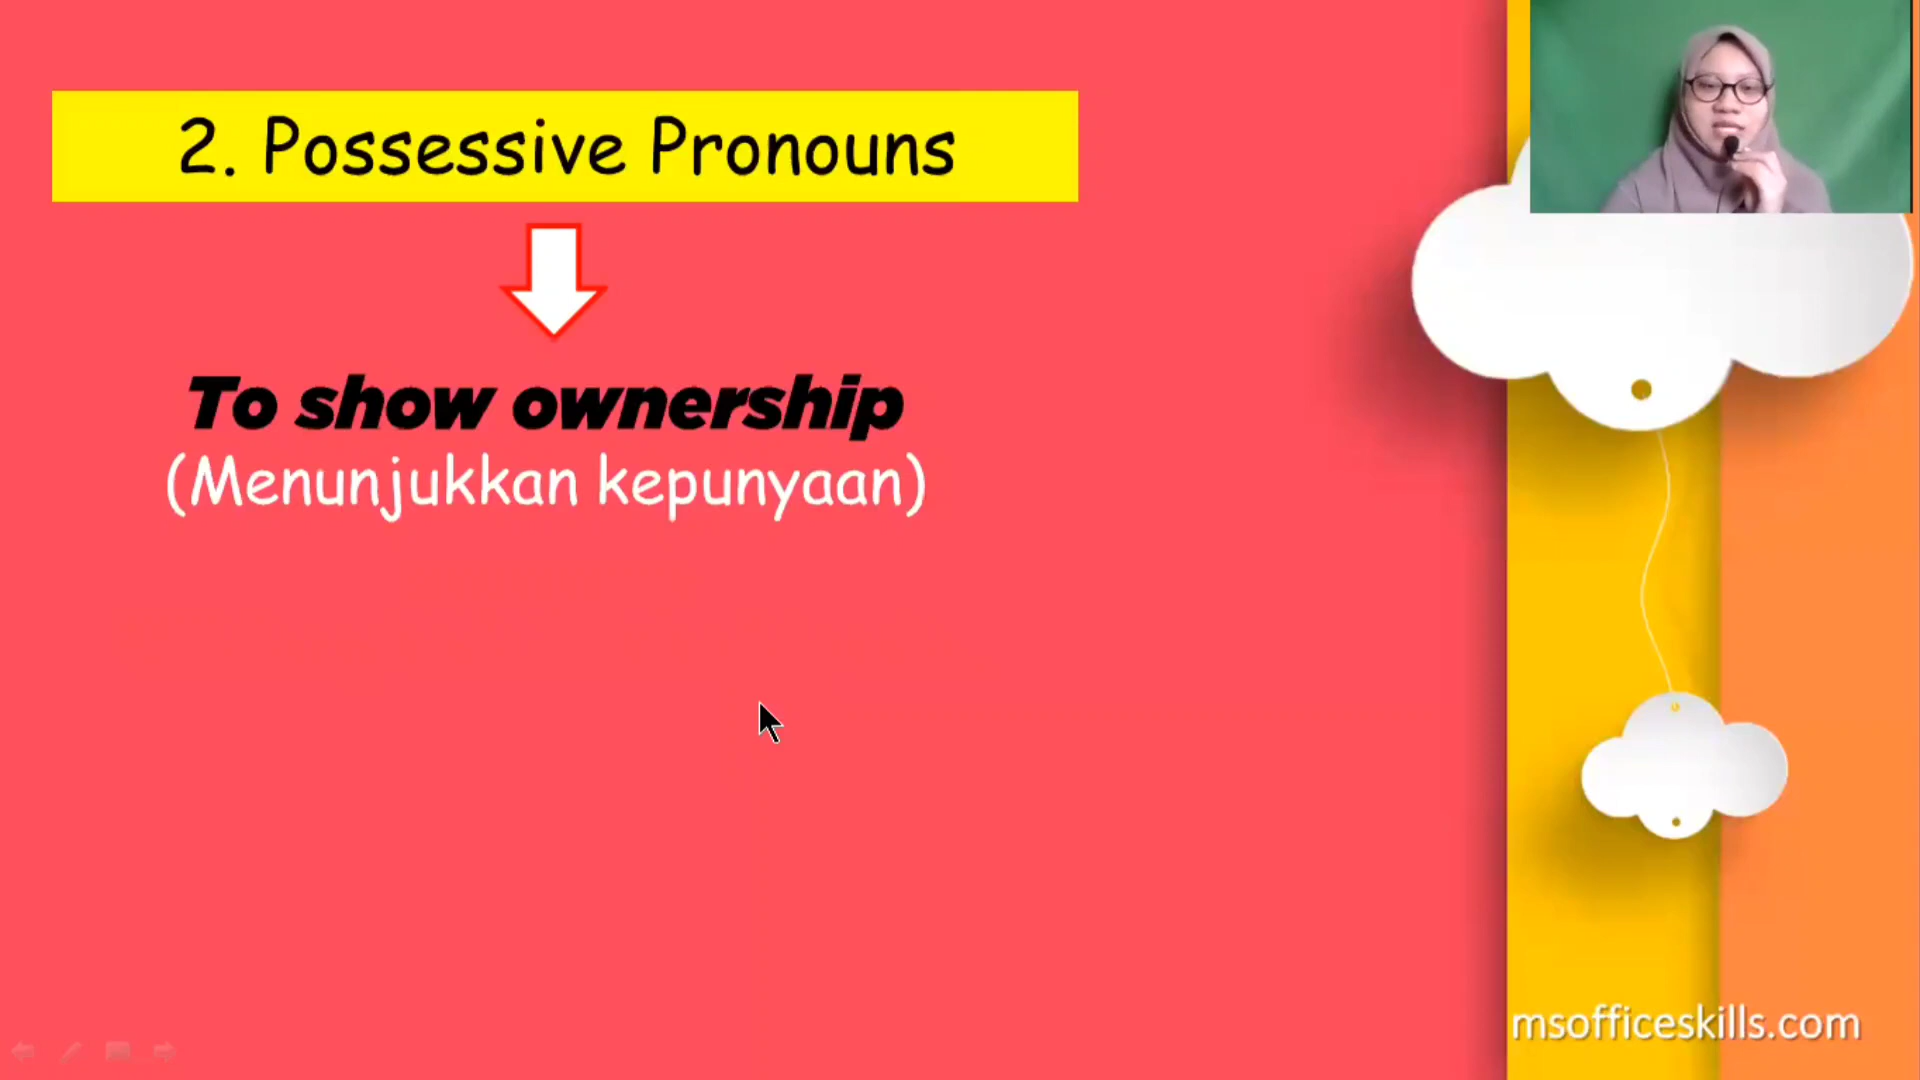 2. Possessive Pronouns
To show ownership
(Menunjukkan kepunyaan)
msofficeskills.com